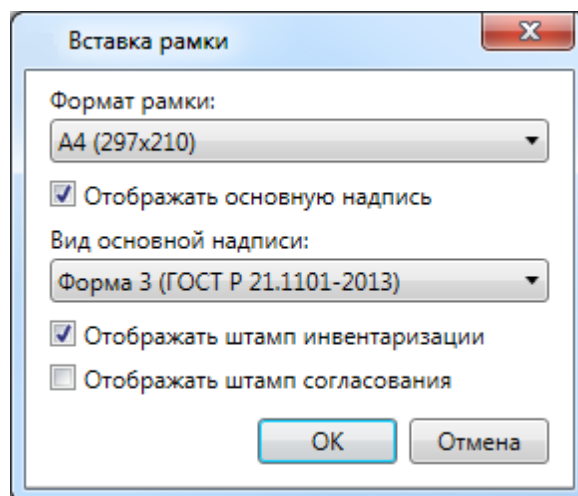 Вставка рамки
Формат рамки:
А4 (297x210)
Отображать основную надпись
Вид основной надписи:
Форма 3 (ГОСТ Р 21.1101-2013)
Отображать штамп инвентаризации
Отображать штамп согласования
OK Отмена